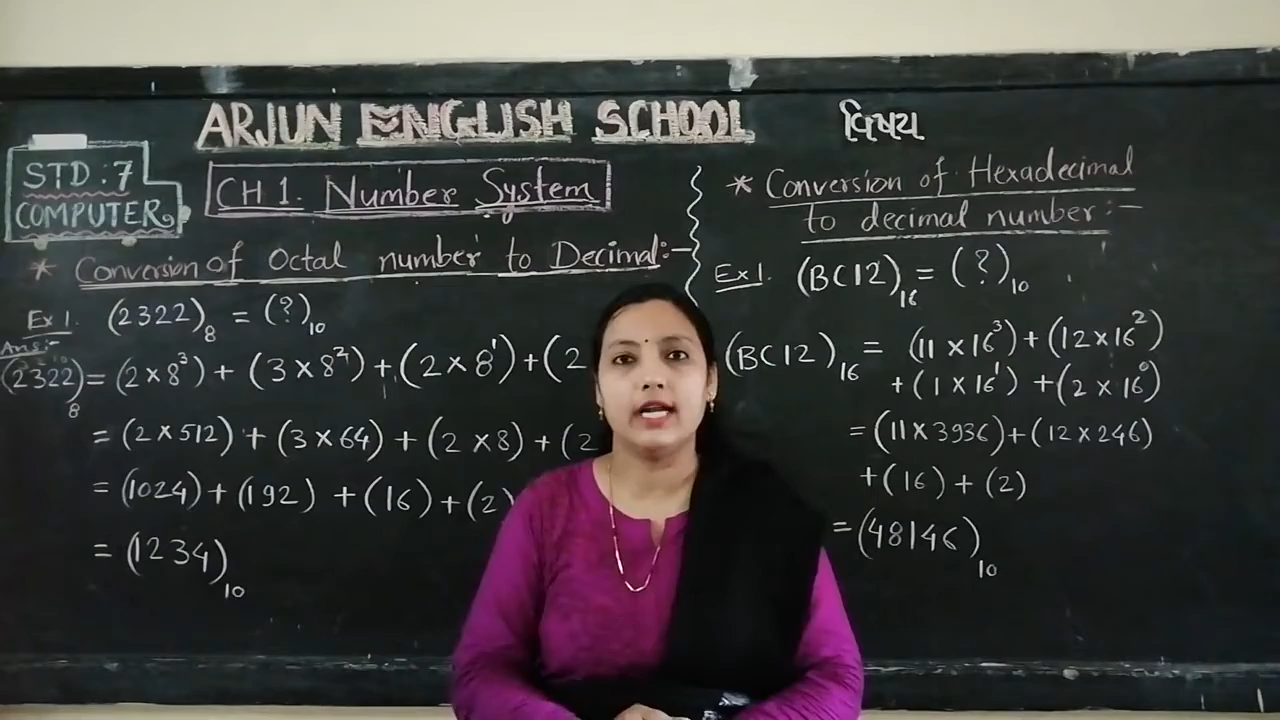 ARJUN ENGLISH SCHOOL
વિષય
STD : 7
COMPUTER
CH 1. Number System
* Conversion of Octal number to Decimal:-
Ex 1. (2322)₈ = (?)₁₀
Ans:-
(2322)₈ = (2 × 8³) + (3 × 8²) + (2 × 8¹) + (2
= (2 × 512) + (3 × 64) + (2 × 8) + (2
= (1024) + (192) + (16) + (2)
= (1234)₁₀
* Conversion of Hexadecimal
to decimal number:-
Ex 1. (BC12)₁₆ = (?)₁₀
(BC12)₁₆ = (11 × 16³) + (12 × 16²)
+ (1 × 16¹) + (2 × 16⁰)
= (11 × 3936) + (12 × 246)
+ (16) + (2)
= (48146)₁₀